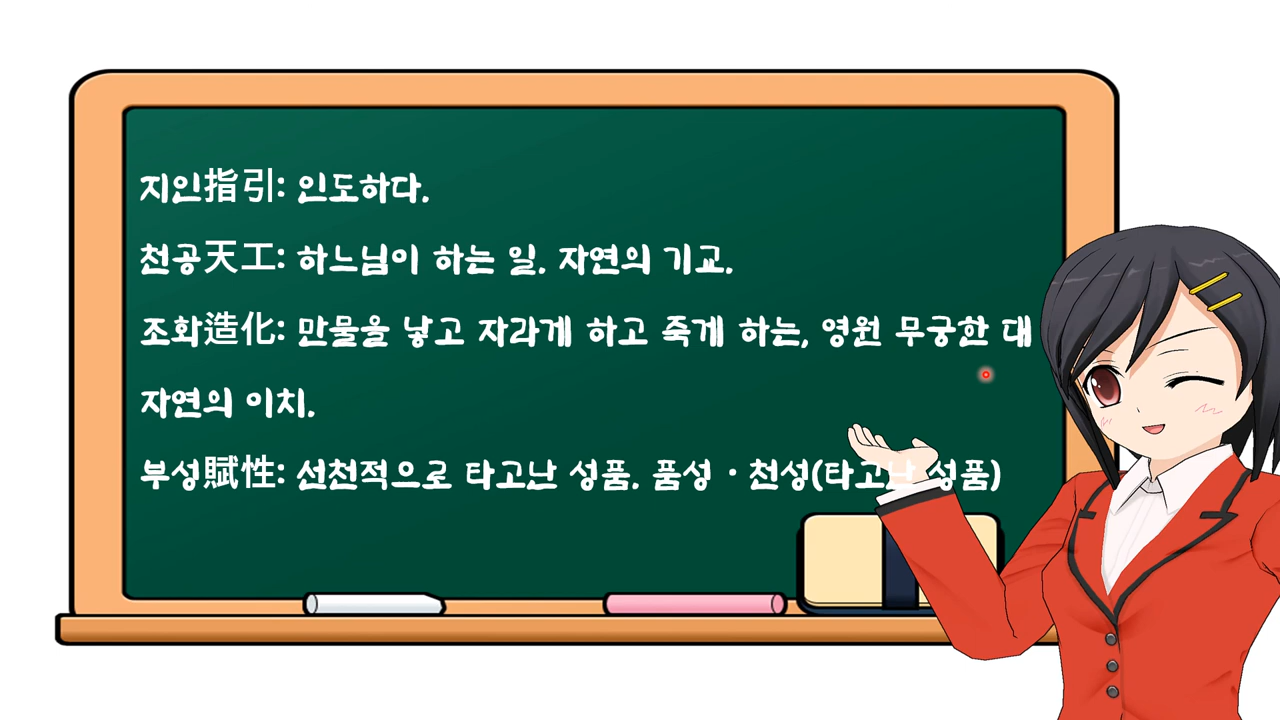 지인指引: 인도하다.
천공天工: 하느님이 하는 일. 자연의 기교.
조화造化: 만물을 낳고 자라게 하고 죽게 하는, 영원 무궁한 대
자연의 이치.
부성賦性: 선천적으로 타고난 성품. 품성·천성(타고난 성품)